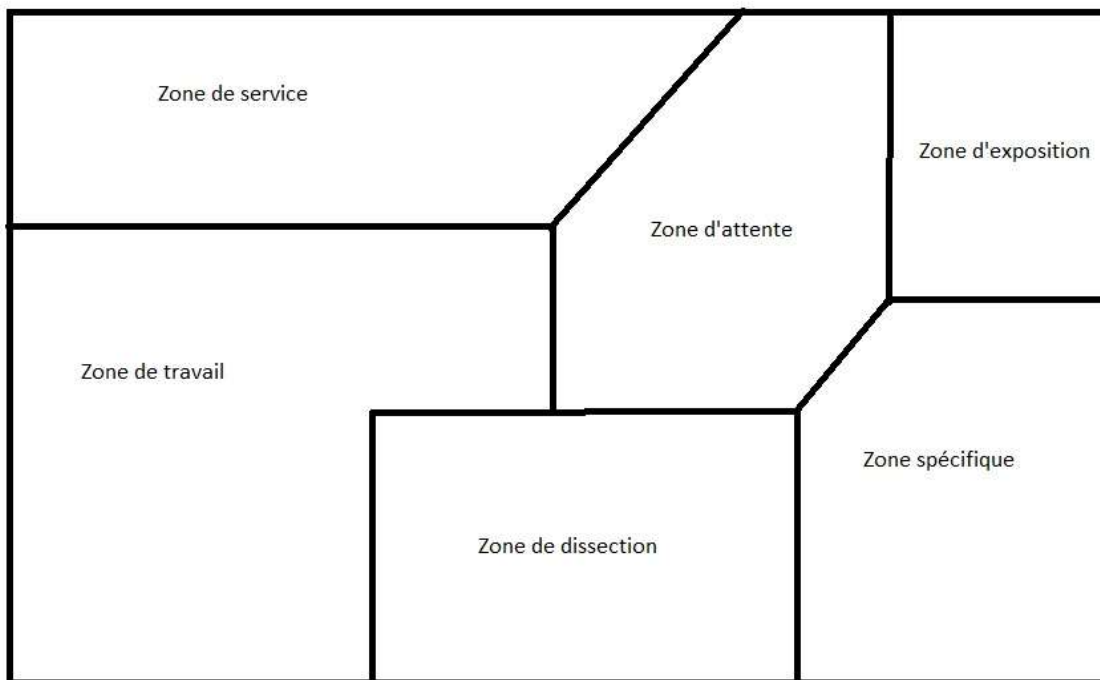 Zone de service
Zone d'exposition
Zone d'attente
Zone de travail
Zone spécifique
Zone de dissection